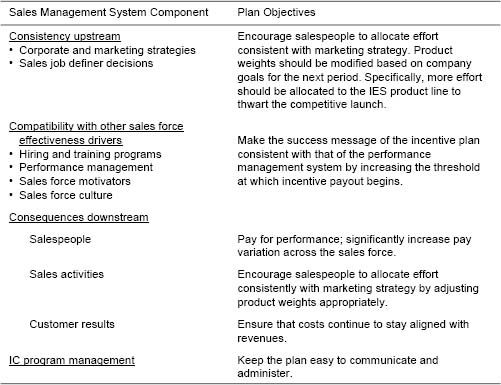 Sales Management System Component Plan Objectives
Consistency upstream
• Corporate and marketing strategies
• Sales job definer decisions
Encourage salespeople to allocate effort
consistent with marketing strategy. Product
weights should be modified based on company
goals for the next period. Specifically, more effort
should be allocated to the IES product line to
thwart the competitive launch.
Compatibility with other sales force
effectiveness drivers
• Hiring and training programs
• Performance management
• Sales force motivators
• Sales force culture
Make the success message of the incentive plan
consistent with that of the performance
management system by increasing the threshold
at which incentive payout begins.
Consequences downstream
Salespeople
Pay for performance; significantly increase pay
variation across the sales force.
Sales activities
Encourage salespeople to allocate effort
consistently with marketing strategy by adjusting
product weights appropriately.
Customer results
Ensure that costs continue to stay aligned with
revenues.
IC program management
Keep the plan easy to communicate and
administer.